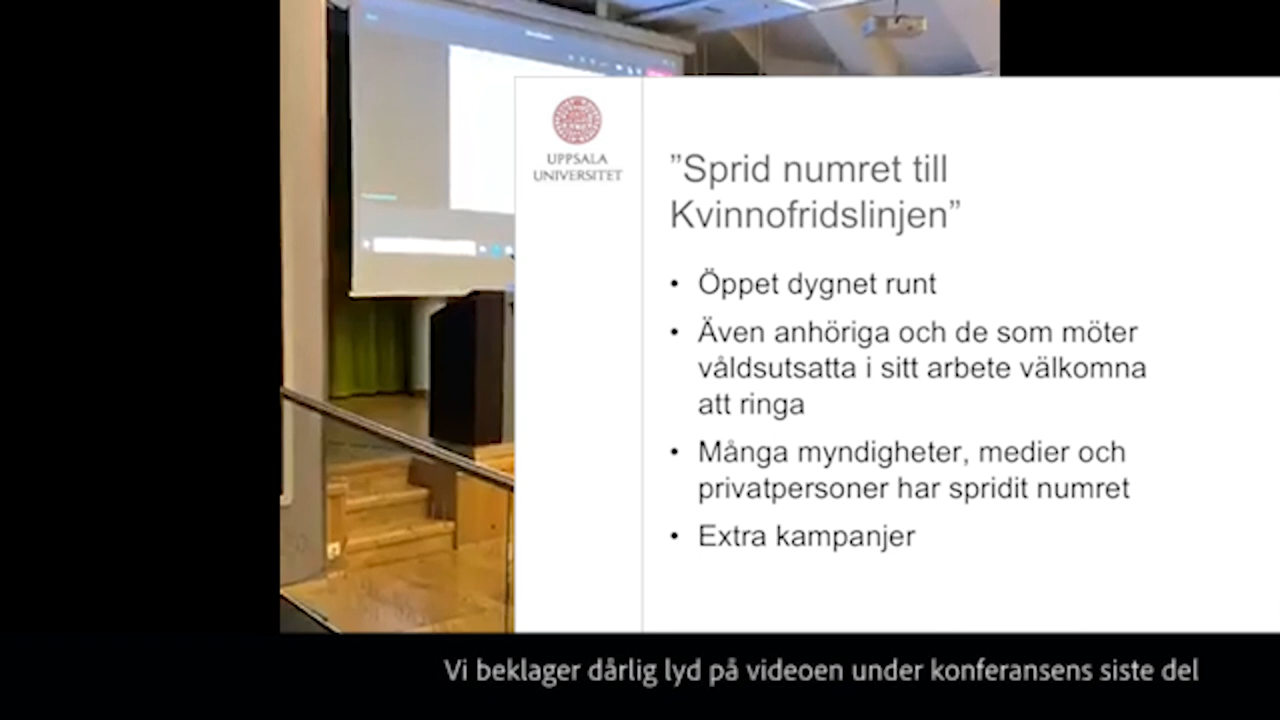 UPPSALA
UNIVERSITET
”Sprid numret till
Kvinnofridslinjen”
• Öppet dygnet runt
• Även anhöriga och de som möter
våldsutsatta i sitt arbete välkomna
att ringa
• Många myndigheter, medier och
privatpersoner har spridit numret
• Extra kampanjer
Vi beklager dårlig lyd på videoen under konferansens siste del